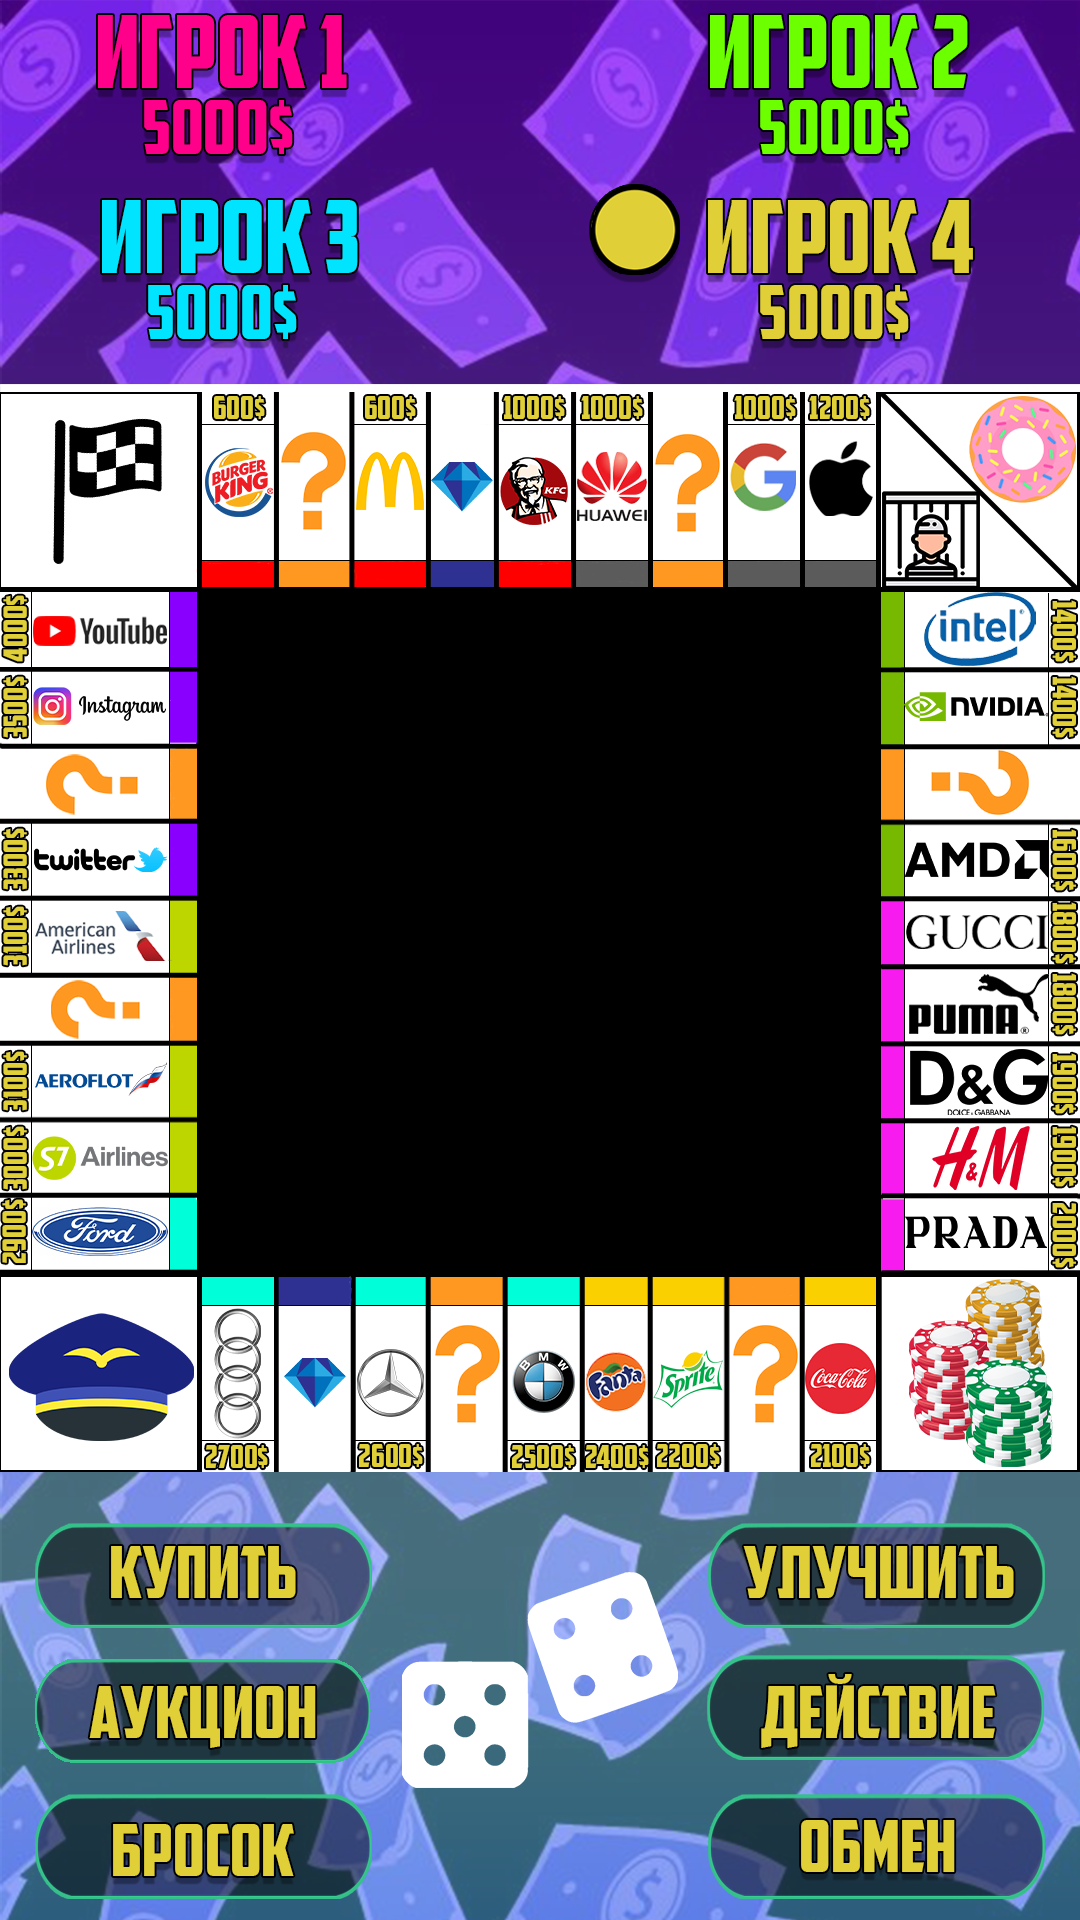 ИГРОК 1
5000$
ИГРОК 2
5000$
ИГРОК 3
5000$
ИГРОК 4
5000$
600$
600$
1000$
1000$
1000$
1200$
BURGER
KING
KFC
HUAWEI
G
4000$
YouTube
intel
1400$
3500$
Instagram
NVIDIA
1400$
3300$
twitter
AMD
1600$
3100$
American
Airlines
GUCCI
1800$
PUMA
1800$
3100$
AEROFLOT
D&G
DOLCE & GABBANA
1900$
3000$
S7 Airlines
H&M
1900$
2900$
Ford
PRADA
2000$
BMW
Fanta
Sprite
Coca-Cola
2700$
2600$
2500$
2400$
2200$
2100$
КУПИТЬ
УЛУЧШИТЬ
АУКЦИОН
ДЕЙСТВИЕ
БРОСОК
ОБМЕН